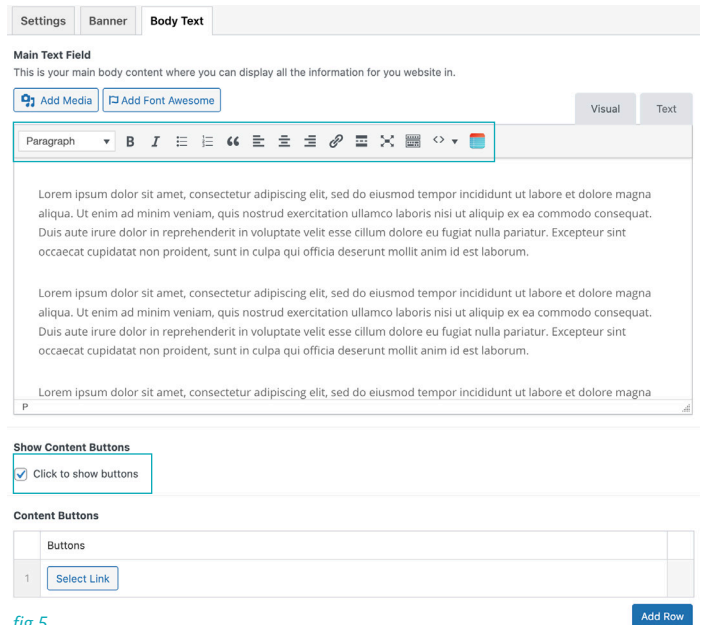 Settings Banner Body Text
Main Text Field
This is your main body content where you can display all the information for you website in.
Add Media Add Font Awesome
Visual Text
Paragraph B I
Lorem ipsum dolor sit amet, consectetur adipiscing elit, sed do eiusmod tempor incididunt ut labore et dolore magna
aliqua. Ut enim ad minim veniam, quis nostrud exercitation ullamco laboris nisi ut aliquip ex ea commodo consequat.
Duis aute irure dolor in reprehenderit in voluptate velit esse cillum dolore eu fugiat nulla pariatur. Excepteur sint
occaecat cupidatat non proident, sunt in culpa qui officia deserunt mollit anim id est laborum.
Lorem ipsum dolor sit amet, consectetur adipiscing elit, sed do eiusmod tempor incididunt ut labore et dolore magna
aliqua. Ut enim ad minim veniam, quis nostrud exercitation ullamco laboris nisi ut aliquip ex ea commodo consequat.
Duis aute irure dolor in reprehenderit in voluptate velit esse cillum dolore eu fugiat nulla pariatur. Excepteur sint
occaecat cupidatat non proident, sunt in culpa qui officia deserunt mollit anim id est laborum.
Lorem ipsum dolor sit amet, consectetur adipiscing elit, sed do eiusmod tempor incididunt ut labore et dolore magna
P
Show Content Buttons
Click to show buttons
Content Buttons
Buttons
1 Select Link
Add Row
fig 5